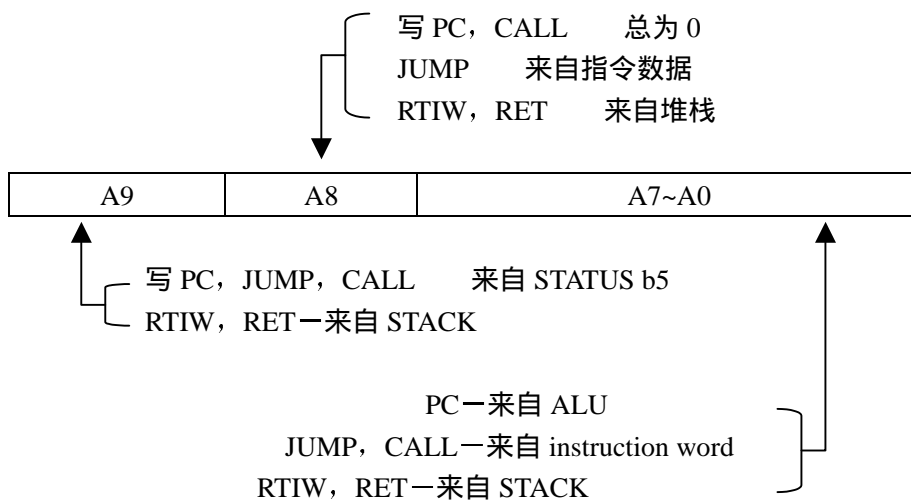 写 PC，CALL 总为 0
JUMP 来自指令数据
RTIW，RET 来自堆栈
A9 A8 A7~A0
写 PC，JUMP，CALL 来自 STATUS b5
RTIW，RET－来自 STACK
PC－来自 ALU
JUMP，CALL－来自 instruction word
RTIW，RET－来自 STACK